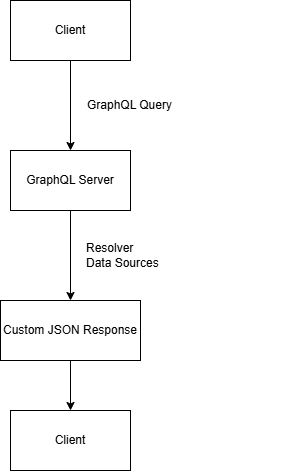 Client
GraphQL Query
GraphQL Server
Resolver
Data Sources
Custom JSON Response
Client